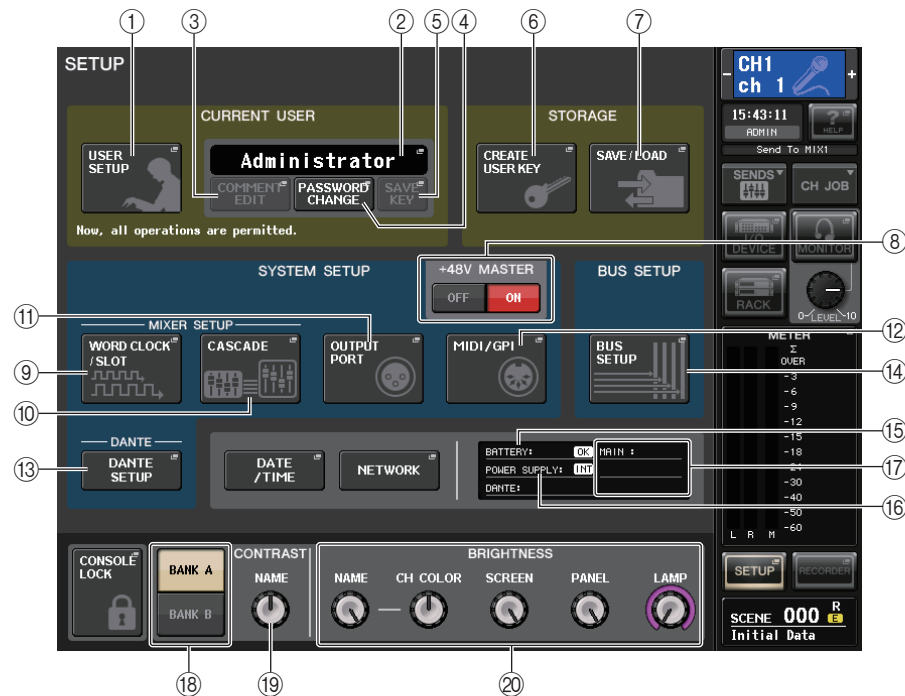 ③ ② ⑤ ④
① ⑥ ⑦
SETUP
CURRENT USER
STORAGE
USER
SETUP
Administrator
COMMENT
EDIT
PASSWORD
CHANGE
SAVE
KEY
Now, all operations are permitted.
CREATE
USER KEY
SAVE/LOAD
⑧
SYSTEM SETUP
+48V MASTER
OFF
ON
BUS SETUP
⑪
MIXER SETUP
WORD CLOCK
/SLOT
CASCADE
OUTPUT
PORT
MIDI/GPI
BUS
SETUP
⑫
⑨
⑩
⑭
DANTE
DANTE
SETUP
⑬
DATE
/TIME
NETWORK
BATTERY: OK
POWER SUPPLY: INT
DANTE:
MAIN :
⑮
⑰
⑯
CONSOLE
LOCK
BANK A
BANK B
CONTRAST
NAME
BRIGHTNESS
NAME
CH COLOR
SCREEN
PANEL
LAMP
⑱ ⑲ ⑳
- CH1 +
ch 1
15:43:11
ADMIN
?
HELP
Send To MIX1
SENDS
CH JOB
I/O
DEVICE
MONITOR
RACK
0 LEVEL 10
METER
Σ
OVER
-3
-6
-9
-12
-15
-18
-24
-30
-40
-50
-60
L R M
SETUP
RECORDER
SCENE 000 R
E
Initial Data